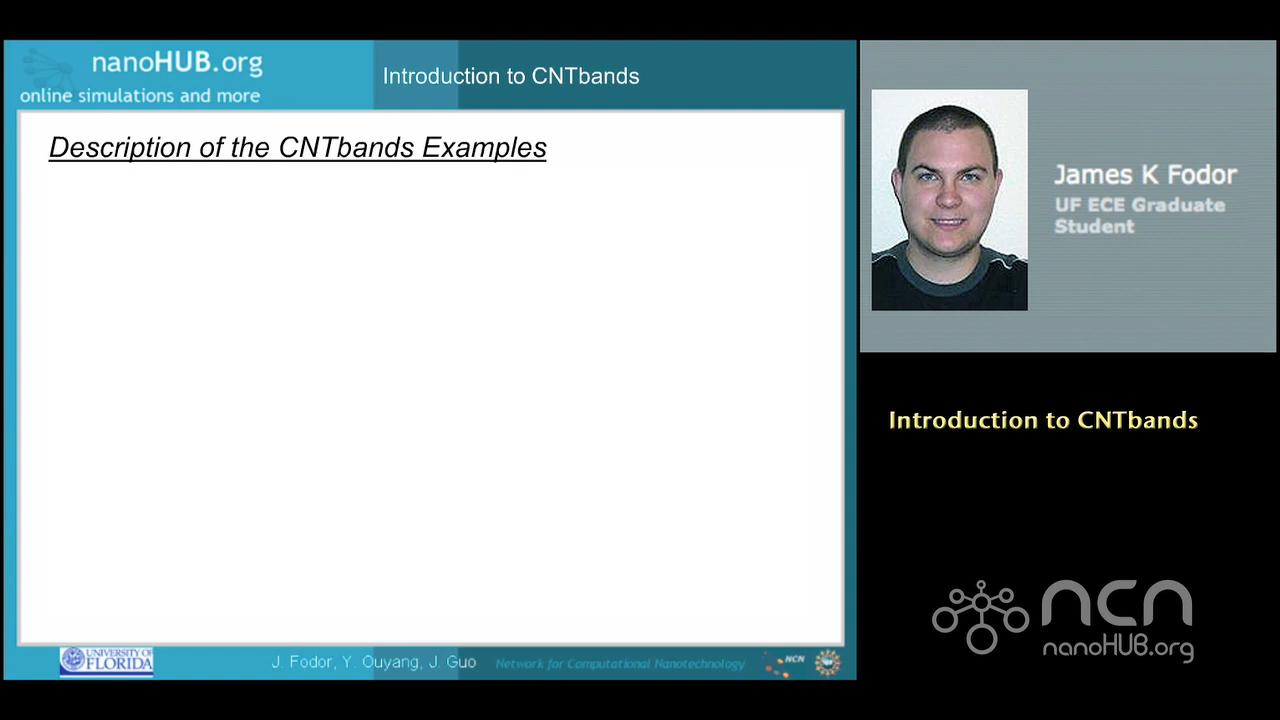 nanoHUB.org
online simulations and more
Introduction to CNTbands
Description of the CNTbands Examples
UNIVERSITY OF
FLORIDA
J. Fodor, Y. Ouyang, J. Guo
Network for Computational Nanotechnology
NCN
James K Fodor
UF ECE Graduate
Student
Introduction to CNTbands
ncn
nanoHUB.org